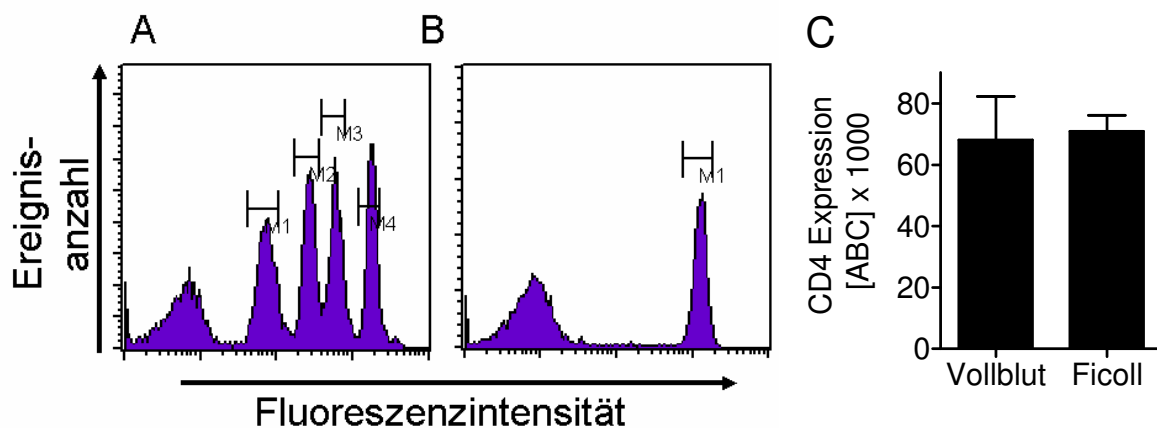 A
B
C
Ereignis-
anzahl
M1
M2
M3
M4
M1
Fluoreszenzintensität
CD4 Expression
[ABC] x 1000
80
60
40
20
0
Vollblut
Ficoll